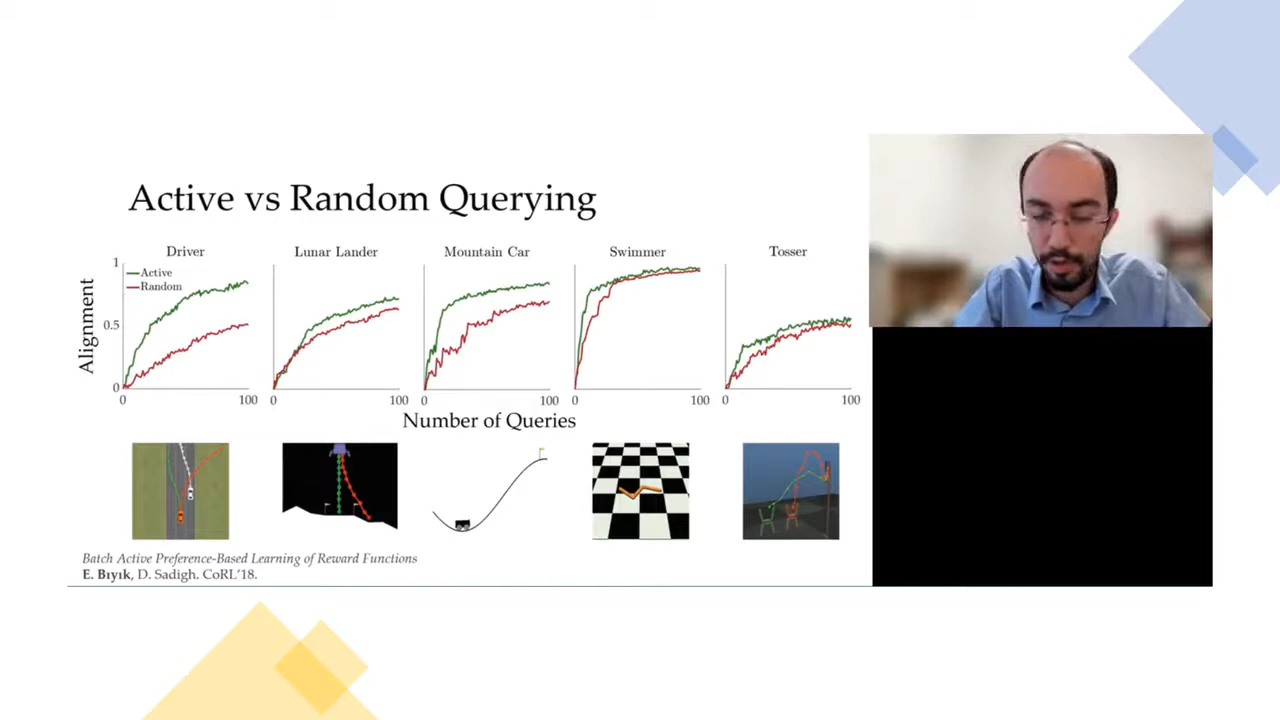 Active vs Random Querying
Driver
Lunar Lander
Mountain Car
Swimmer
Tosser
Alignment
1
0.5
0
Active
Random
0 100
0 100
0 100
0 100
0 100
Number of Queries
Batch Active Preference-Based Learning of Reward Functions
E. Bıyık, D. Sadigh. CoRL'18.